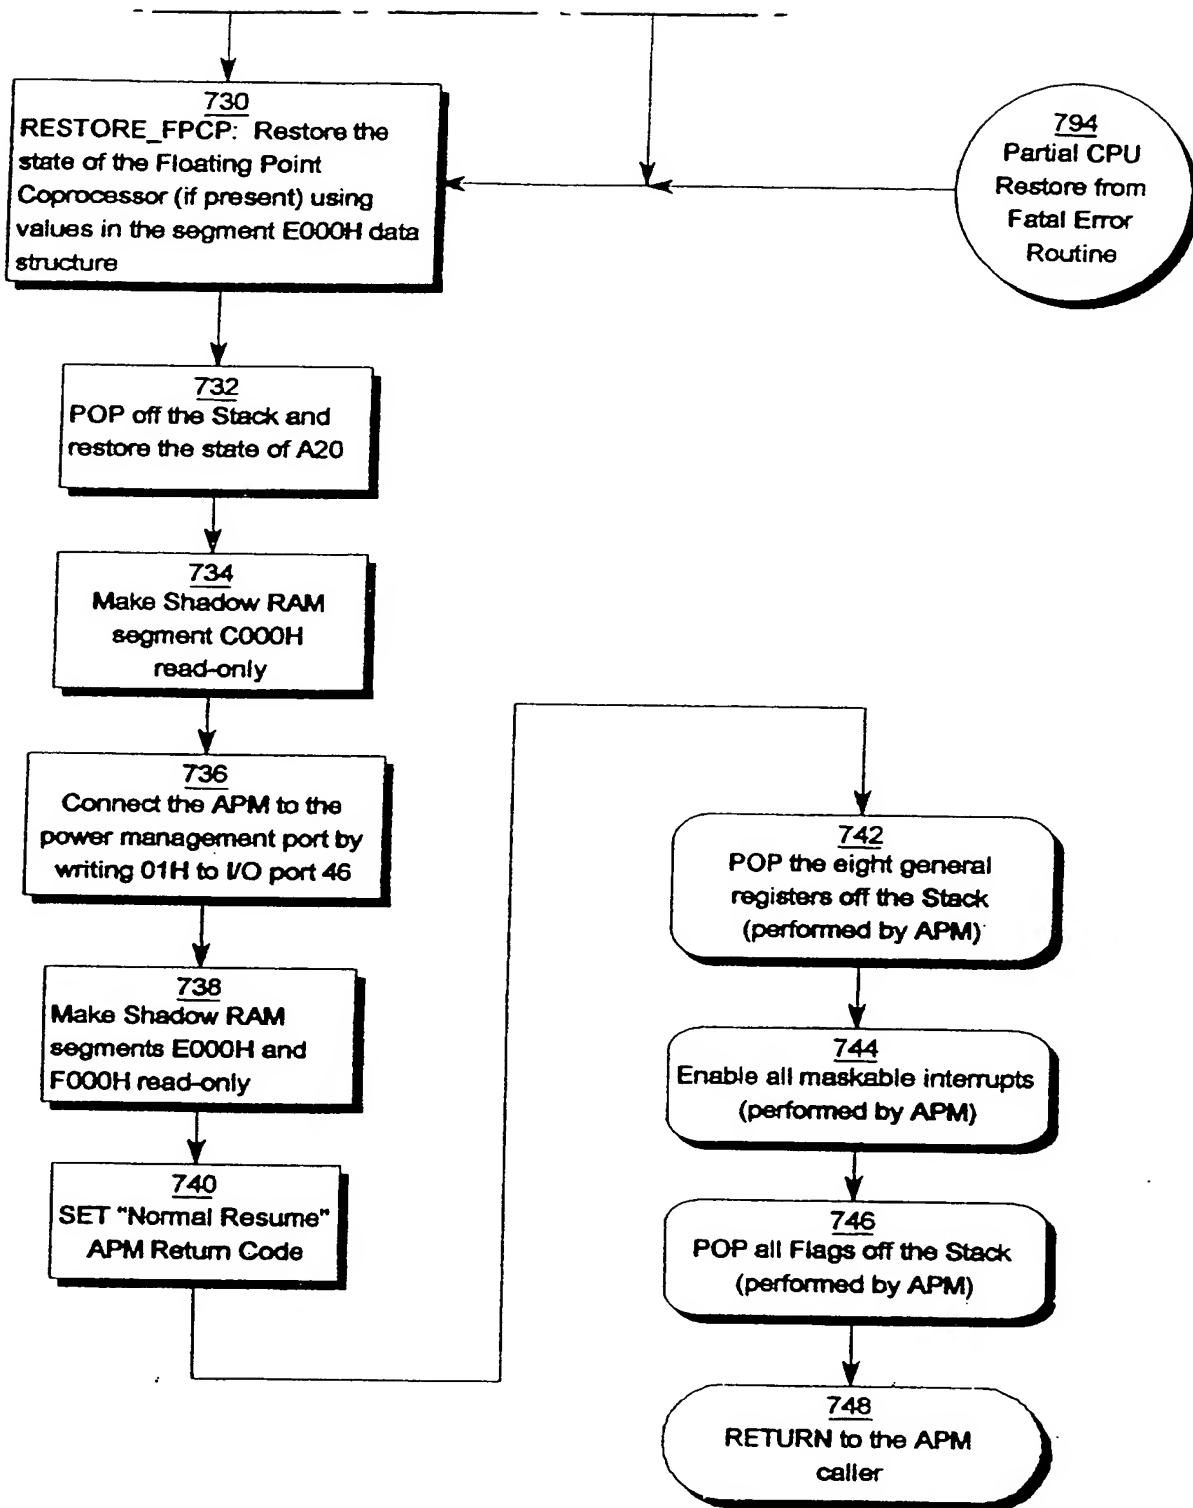 730
RESTORE_FPCP: Restore the
state of the Floating Point
Coprocessor (if present) using
values in the segment E000H data
structure
794
Partial CPU
Restore from
Fatal Error
Routine
732
POP off the Stack and
restore the state of A20
734
Make Shadow RAM
segment C000H
read-only
736
Connect the APM to the
power management port by
writing 01H to I/O port 46
738
Make Shadow RAM
segments E000H and
F000H read-only
740
SET "Normal Resume"
APM Return Code
742
POP the eight general
registers off the Stack
(performed by APM)
744
Enable all maskable interrupts
(performed by APM)
746
POP all Flags off the Stack
(performed by APM)
748
RETURN to the APM
caller